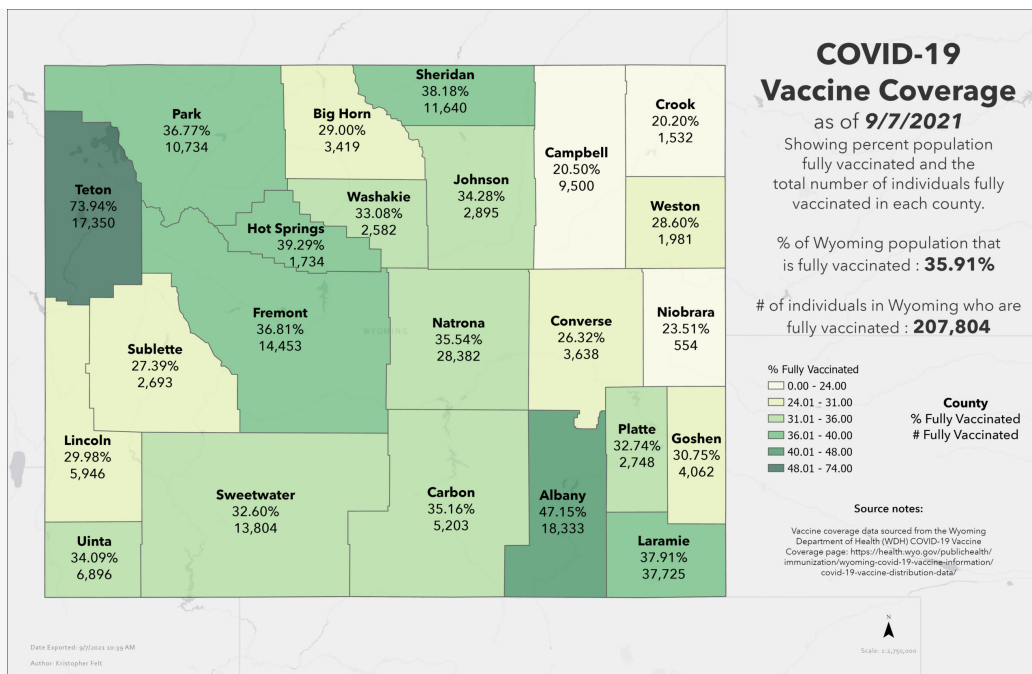 COVID-19
Vaccine Coverage
as of 9/7/2021
Showing percent population
fully vaccinated and the
total number of individuals fully
vaccinated in each county.
% of Wyoming population that
is fully vaccinated : 35.91%
# of individuals in Wyoming who are
fully vaccinated : 207,804
% Fully Vaccinated
0.00 - 24.00
24.01 - 31.00
31.01 - 36.00
36.01 - 40.00
40.01 - 48.00
48.01 - 74.00
County
% Fully Vaccinated
# Fully Vaccinated
Source notes:
Vaccine coverage data sourced from the Wyoming
Department of Health (WDH) COVID-19 Vaccine
Coverage page: https://health.wyo.gov/publichealth/
immunization/wyoming-covid-19-vaccine-information/
covid-19-vaccine-distribution-data/
N
Scale: 1:2,750,000
Sheridan
38.18%
11,640
Park
36.77%
10,734
Big Horn
29.00%
3,419
Crook
20.20%
1,532
Campbell
20.50%
9,500
Teton
73.94%
17,350
Washakie
33.08%
2,582
Johnson
34.28%
2,895
Weston
28.60%
1,981
Hot Springs
39.29%
1,734
Fremont
36.81%
14,453
WYOMING
Natrona
35.54%
28,382
Converse
26.32%
3,638
Niobrara
23.51%
554
Sublette
27.39%
2,693
Lincoln
29.98%
5,946
Platte
32.74%
2,748
Goshen
30.75%
4,062
Sweetwater
32.60%
13,804
Carbon
35.16%
5,203
Albany
47.15%
18,333
Uinta
34.09%
6,896
Laramie
37.91%
37,725
Date Exported: 9/7/2021 10:39 AM
Author: Kristopher Felt